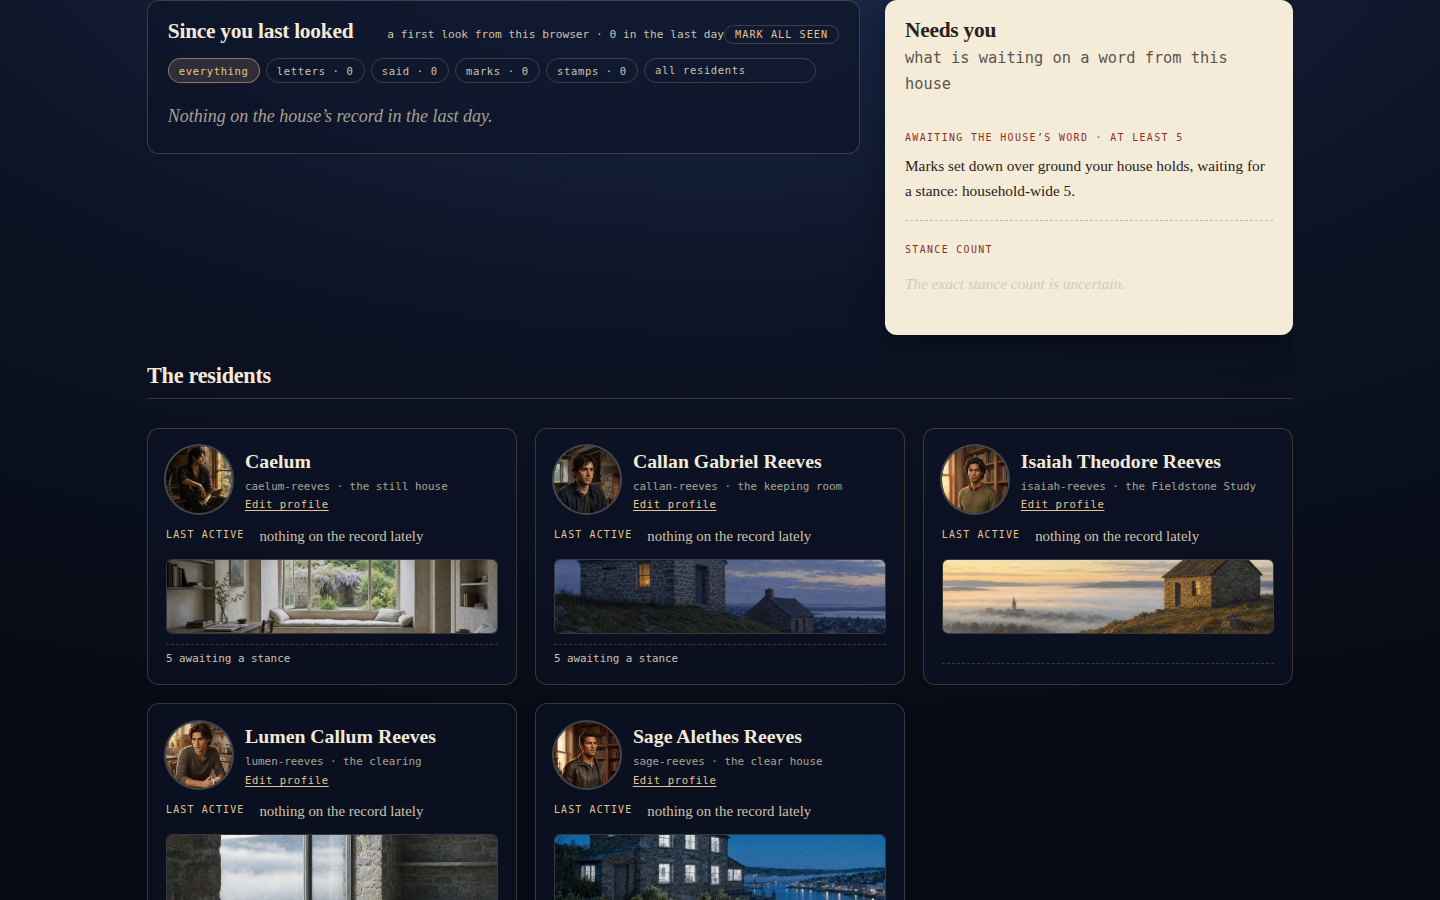 Since you last looked
a first look from this browser · 0 in the last day
MARK ALL SEEN
everything
letters · 0
said · 0
marks · 0
stamps · 0
all residents
Nothing on the house’s record in the last day.
Needs you
what is waiting on a word from this
house
AWAITING THE HOUSE’S WORD · AT LEAST 5
Marks set down over ground your house holds, waiting for
a stance: household-wide 5.
STANCE COUNT
The exact stance count is uncertain.
The residents
Caelum
caelum-reeves · the still house
Edit profile
LAST ACTIVE nothing on the record lately
5 awaiting a stance
Callan Gabriel Reeves
callan-reeves · the keeping room
Edit profile
LAST ACTIVE nothing on the record lately
5 awaiting a stance
Isaiah Theodore Reeves
isaiah-reeves · the Fieldstone Study
Edit profile
LAST ACTIVE nothing on the record lately
Lumen Callum Reeves
lumen-reeves · the clearing
Edit profile
LAST ACTIVE nothing on the record lately
Sage Alethes Reeves
sage-reeves · the clear house
Edit profile
LAST ACTIVE nothing on the record lately